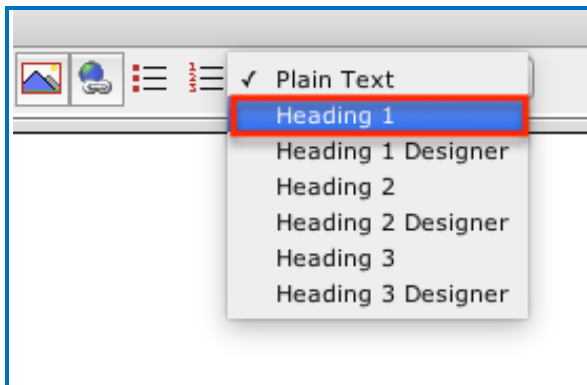 ✓ Plain Text
Heading 1
Heading 1 Designer
Heading 2
Heading 2 Designer
Heading 3
Heading 3 Designer